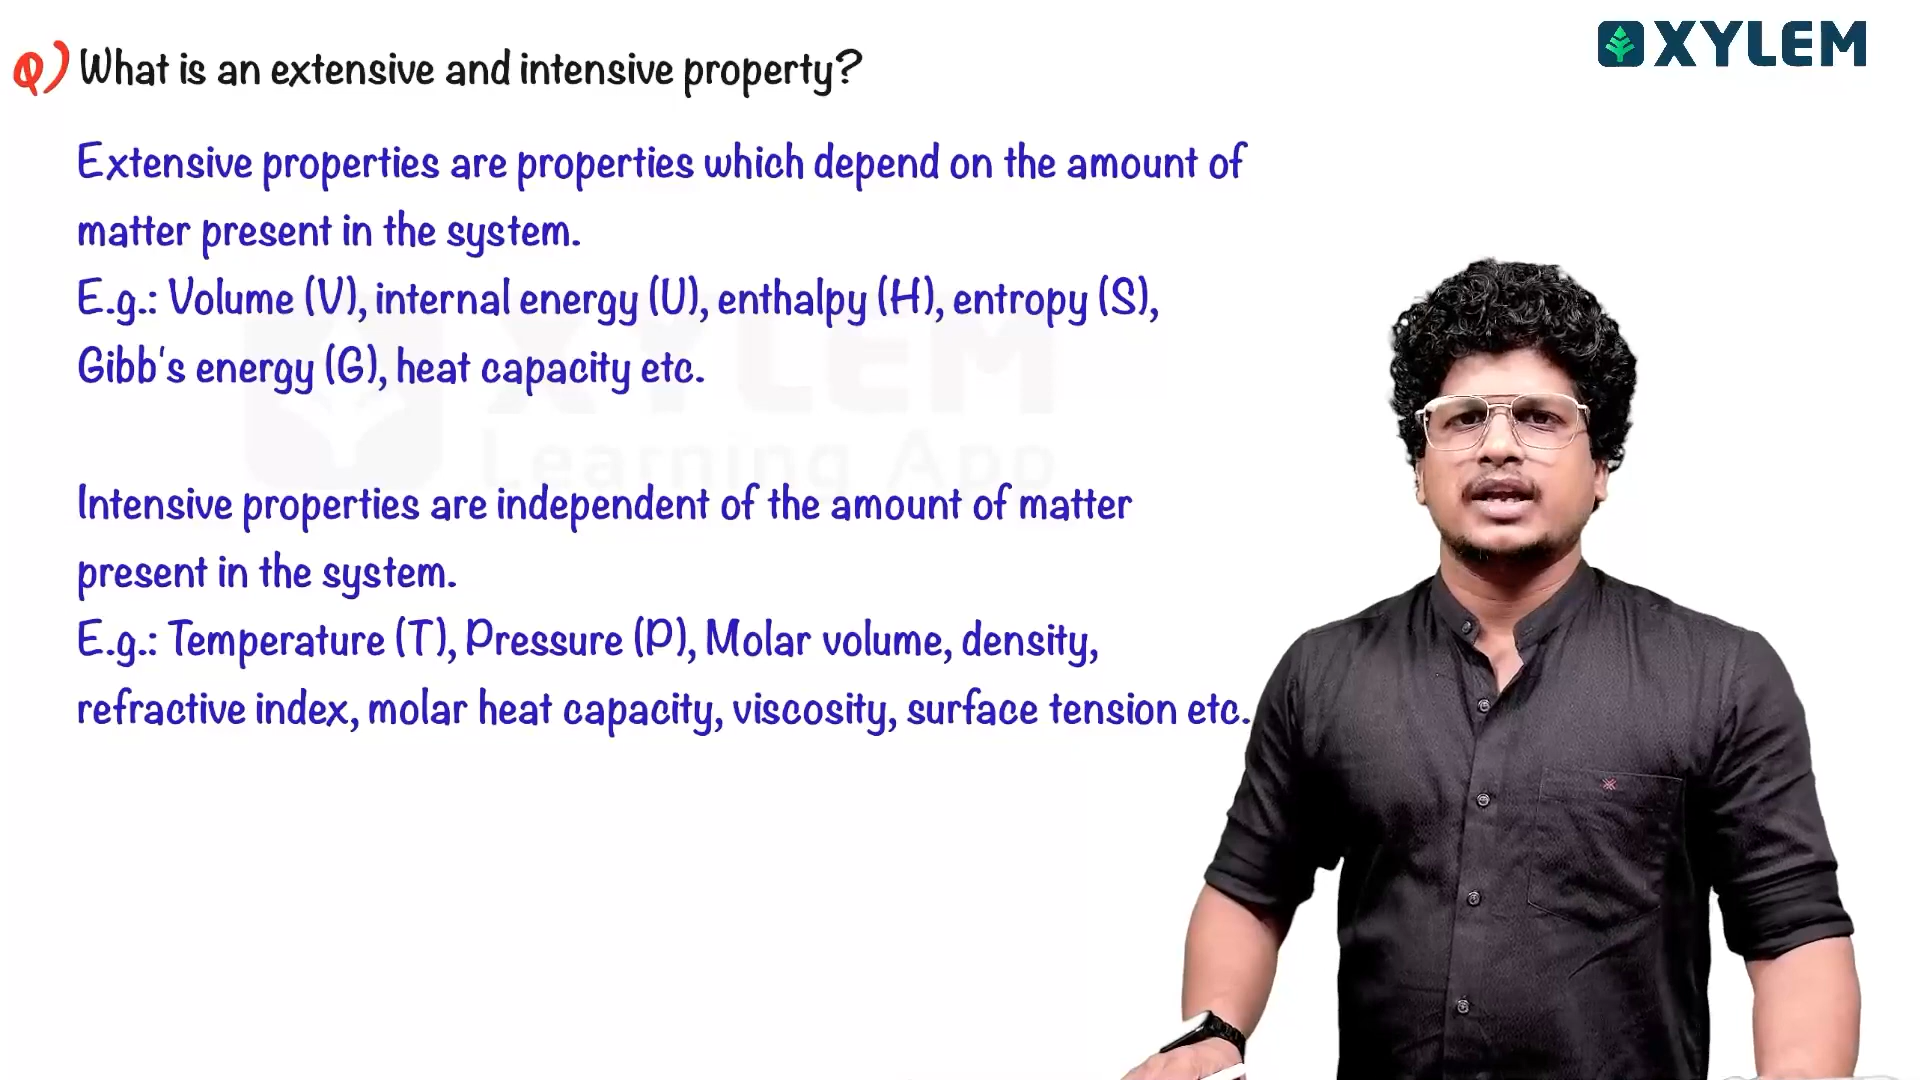 XYLEM
Q) What is an extensive and intensive property?
Extensive properties are properties which depend on the amount of
matter present in the system.
E.g.: Volume (V), internal energy (U), enthalpy (H), entropy (S),
Gibb's energy (G), heat capacity etc.
XYLEM
Learning App
Intensive properties are independent of the amount of matter
present in the system.
E.g.: Temperature (T), Pressure (P), Molar volume, density,
refractive index, molar heat capacity, viscosity, surface tension etc.